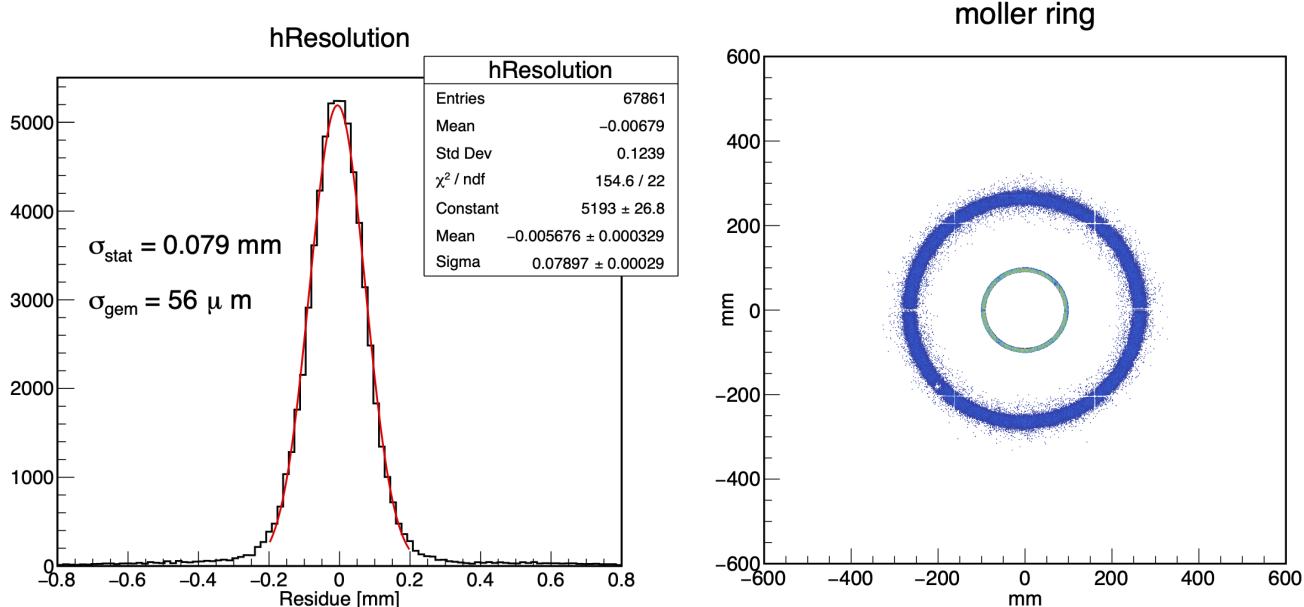 hResolution
hResolution
Entries 67861
Mean −0.00679
Std Dev 0.1239
χ² / ndf 154.6 / 22
Constant 5193 ± 26.8
Mean −0.005676 ± 0.000329
Sigma 0.07897 ± 0.00029
σstat = 0.079 mm
σgem = 56 μ m
5000
4000
3000
2000
1000
0
−0.8 −0.6 −0.4 −0.2 0 0.2 0.4 0.6 0.8
Residue [mm]
moller ring
600
400
200
0
−200
−400
−600
mm
−600 −400 −200 0 200 400 600
mm